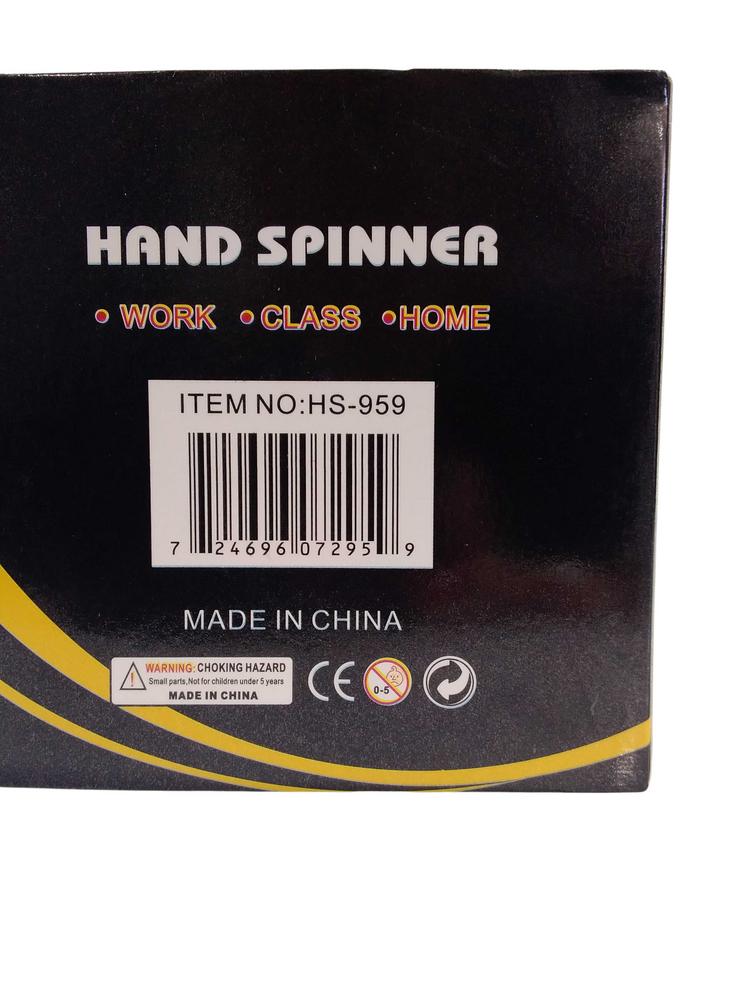 HAND SPINNER
• WORK • CLASS • HOME
ITEM NO:HS-959
7 24696 07295 9
MADE IN CHINA
WARNING: CHOKING HAZARD
Small parts,Not for children under 5 years
MADE IN CHINA
CE
0-5